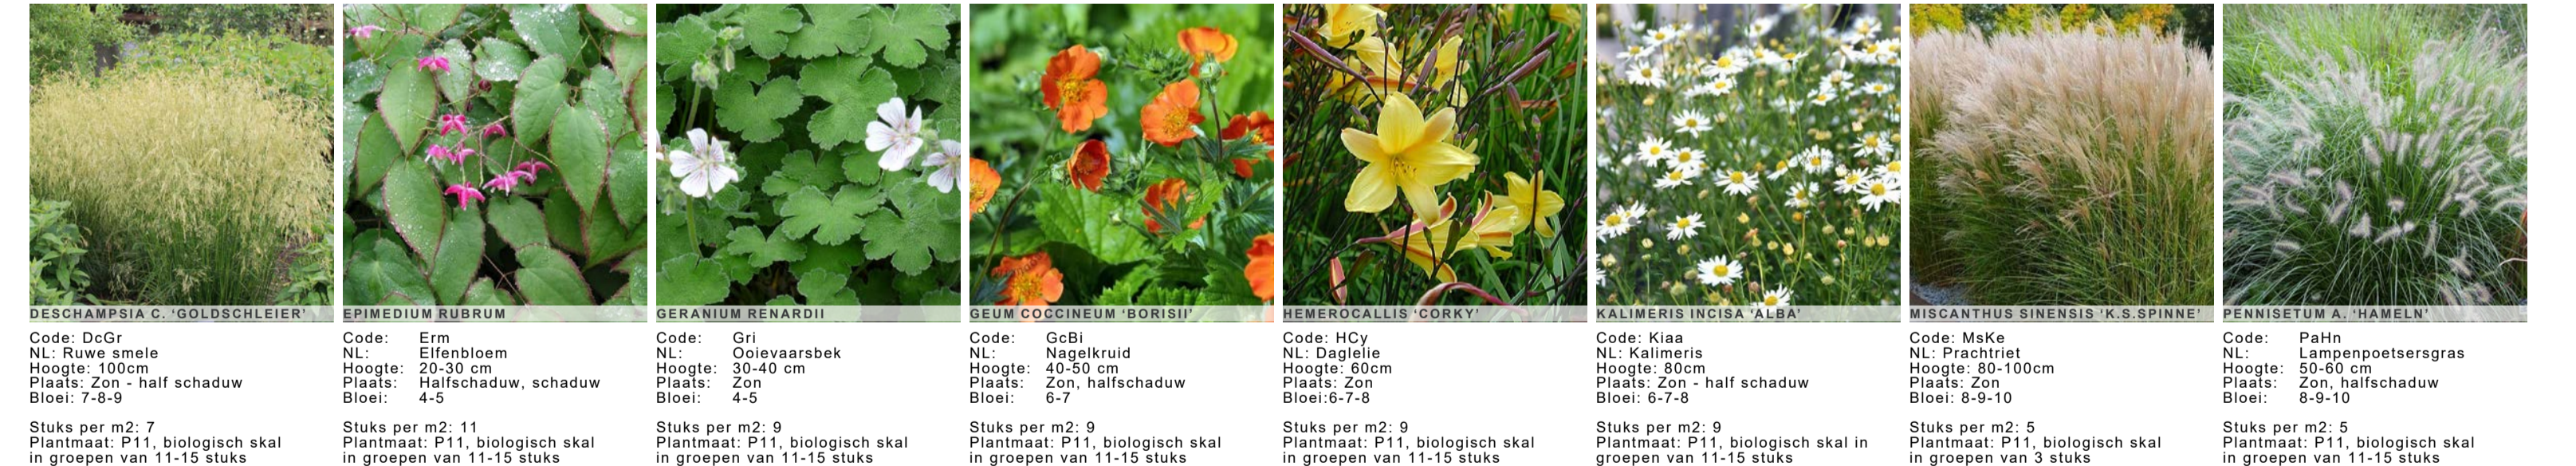 DESCHAMPSIA C. ‘GOLDSCHLEIER’
Code: DcGr
NL: Ruwe smele
Hoogte: 100cm
Plaats: Zon - half schaduw
Bloei: 7-8-9
Stuks per m2: 7
Plantmaat: P11, biologisch skal
in groepen van 11-15 stuks
EPIMEDIUM RUBRUM
Code: Erm
NL: Elfenbloem
Hoogte: 20-30 cm
Plaats: Halfschaduw, schaduw
Bloei: 4-5
Stuks per m2: 11
Plantmaat: P11, biologisch skal
in groepen van 11-15 stuks
GERANIUM RENARDII
Code: Gri
NL: Ooievaarsbek
Hoogte: 30-40 cm
Plaats: Zon
Bloei: 4-5
Stuks per m2: 9
Plantmaat: P11, biologisch skal
in groepen van 11-15 stuks
GEUM COCCINEUM ‘BORISII’
Code: GcBi
NL: Nagelkruid
Hoogte: 40-50 cm
Plaats: Zon, halfschaduw
Bloei: 6-7
Stuks per m2: 9
Plantmaat: P11, biologisch skal
in groepen van 11-15 stuks
HEMEROCALLIS ‘CORKY’
Code: HCy
NL: Daglelie
Hoogte: 60cm
Plaats: Zon
Bloei:6-7-8
Stuks per m2: 9
Plantmaat: P11, biologisch skal
in groepen van 11-15 stuks
KALIMERIS INCISA ‘ALBA’
Code: Kiaa
NL: Kalimeris
Hoogte: 80cm
Plaats: Zon - half schaduw
Bloei: 6-7-8
Stuks per m2: 9
Plantmaat: P11, biologisch skal in
groepen van 11-15 stuks
MISCANTHUS SINENSIS ‘K.S.SPINNE’
Code: MsKe
NL: Prachtriet
Hoogte: 80-100cm
Plaats: Zon
Bloei: 8-9-10
Stuks per m2: 5
Plantmaat: P11, biologisch skal
in groepen van 3 stuks
PENNISETUM A. ‘HAMELN’
Code: PaHn
NL: Lampenpoetsersgras
Hoogte: 50-60 cm
Plaats: Zon, halfschaduw
Bloei: 8-9-10
Stuks per m2: 5
Plantmaat: P11, biologisch skal
in groepen van 11-15 stuks